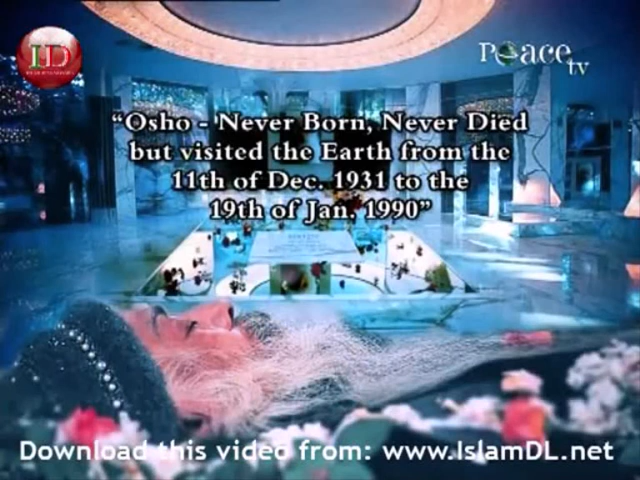 ID
Peace tv
“Osho - Never Born, Never Died
but visited the Earth from the
11th of Dec. 1931 to the
19th of Jan. 1990”
Download this video from: www.IslamDL.net